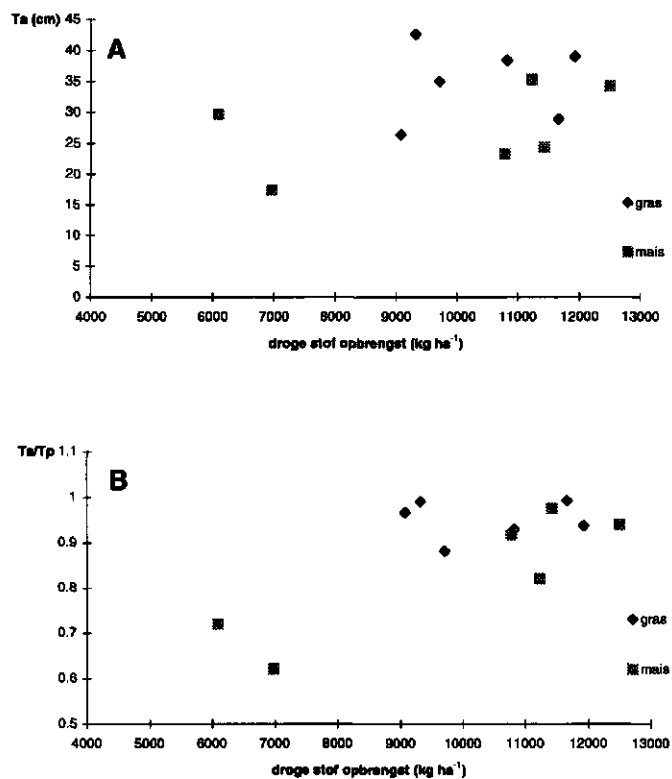 Ta (cm)
A
45
40
35
30
25
20
15
10
5
0
4000 5000 6000 7000 8000 9000 10000 11000 12000 13000
droge stof opbrengst (kg ha⁻¹)
gras
mais
Ta/Tp
B
1.1
1
0.9
0.8
0.7
0.6
0.5
4000 5000 6000 7000 8000 9000 10000 11000 12000 13000
droge stof opbrengst (kg ha⁻¹)
gras
mais